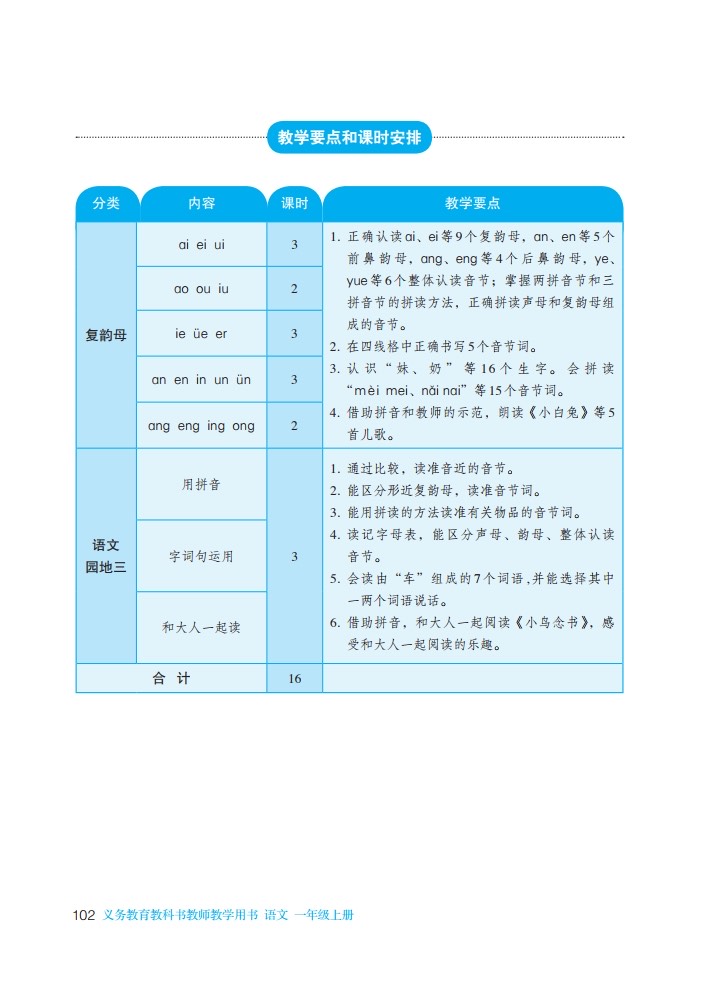 教学要点和课时安排
分类 内容 课时 教学要点
复韵母
ai ei ui 3
ao ou iu 2
ie üe er 3
an en in un ün 3
ang eng ing ong 2
1. 正确认读ai、ei等9个复韵母，an、en等5个
前鼻韵母，ang、eng等4个后鼻韵母，ye、
yue等6个整体认读音节；掌握两拼音节和三
拼音节的拼读方法，正确拼读声母和复韵母组
成的音节。
2. 在四线格中正确书写5个音节词。
3. 认识“妹、奶”等16个生字。会拼读
“mèi mei、nǎi nai”等15个音节词。
4. 借助拼音和教师的示范，朗读《小白兔》等5
首儿歌。
语文
园地三
用拼音
字词句运用
和大人一起读
3
1. 通过比较，读准音近的音节。
2. 能区分形近复韵母，读准音节词。
3. 能用拼读的方法读准有关物品的音节词。
4. 读记字母表，能区分声母、韵母、整体认读
音节。
5. 会读由“车”组成的7个词语，并能选择其中
一两个词语说话。
6. 借助拼音，和大人一起阅读《小鸟念书》，感
受和大人一起阅读的乐趣。
合 计 16
102 义务教育教科书教师教学用书 语文 一年级上册